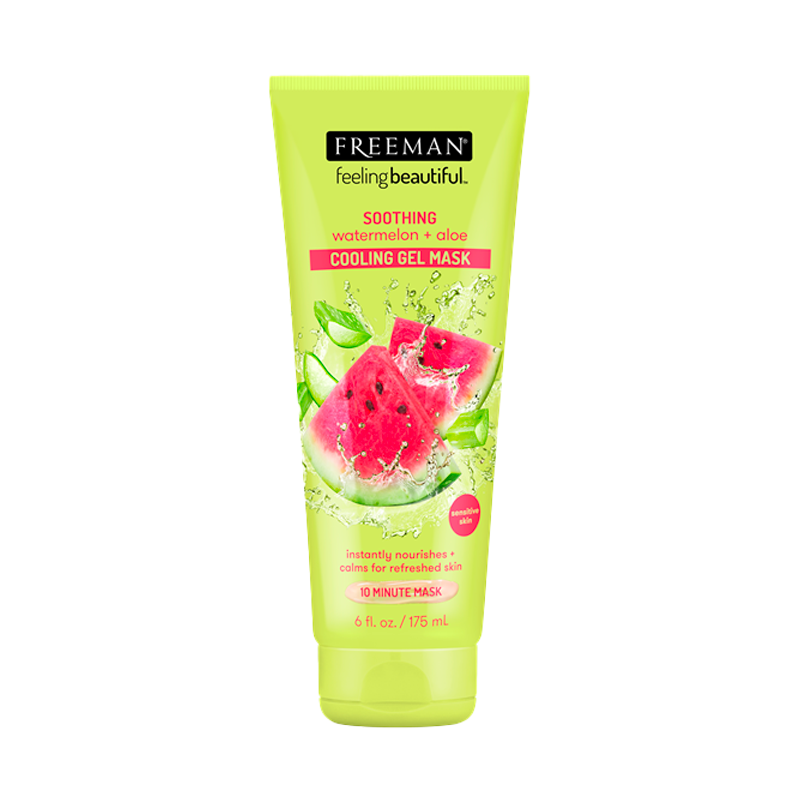 FREEMAN®
feeling beautiful™
SOOTHING
watermelon + aloe
COOLING GEL MASK
sensitive
skin
instantly nourishes +
calms for refreshed skin
10 MINUTE MASK
6 fl. oz. / 175 mL